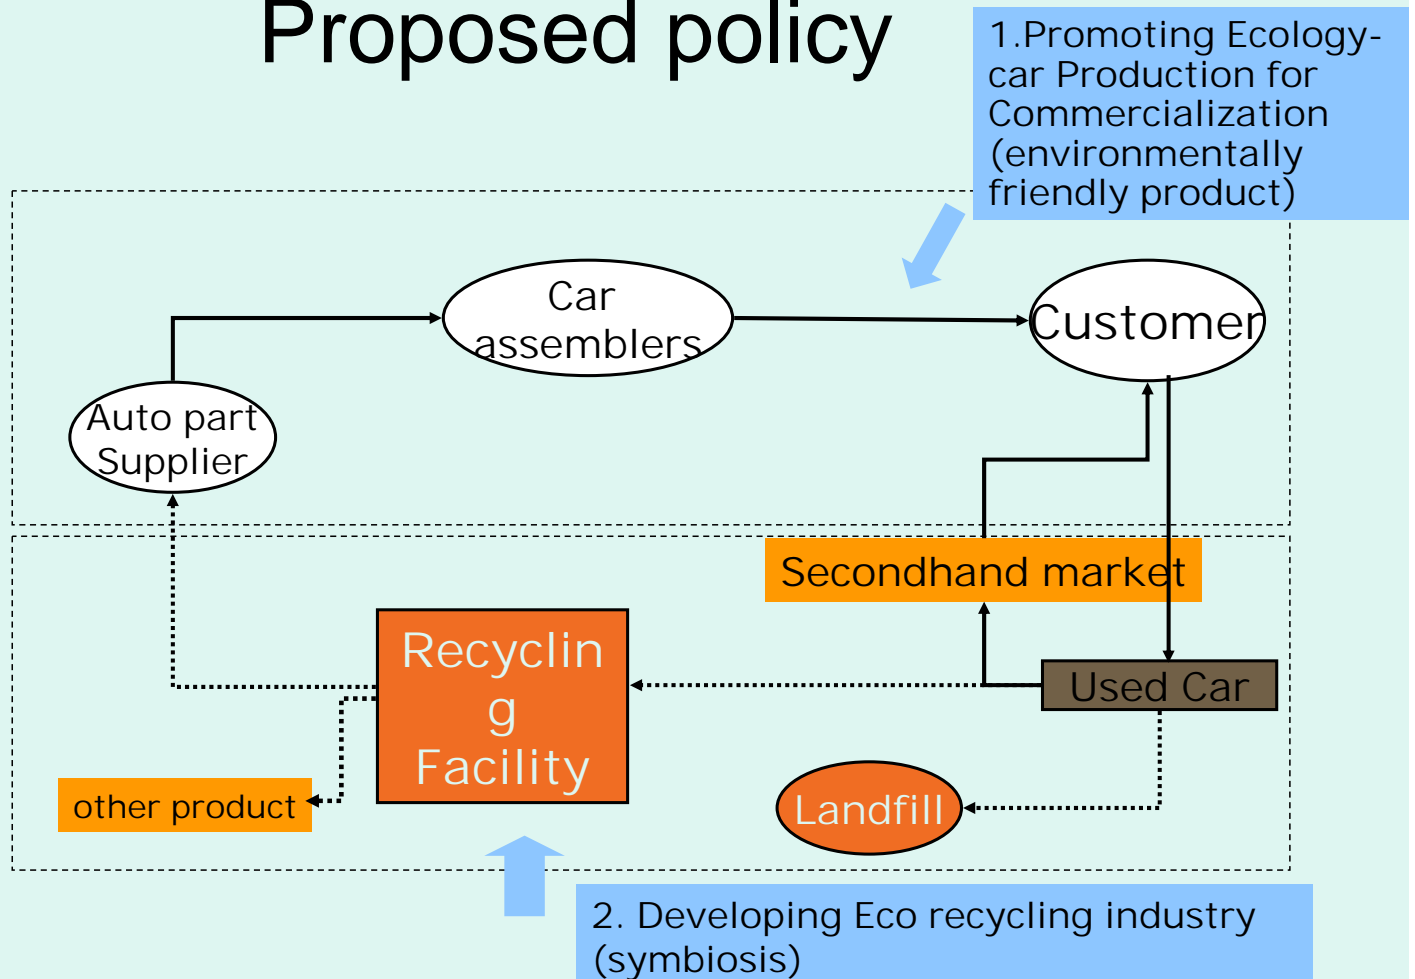 Proposed policy
1.Promoting Ecology-
car Production for
Commercialization
(environmentally
friendly product)
Car
assemblers
Customer
Auto part
Supplier
Secondhand market
Recyclin
g
Facility
Used Car
other product
Landfill
2. Developing Eco recycling industry
(symbiosis)